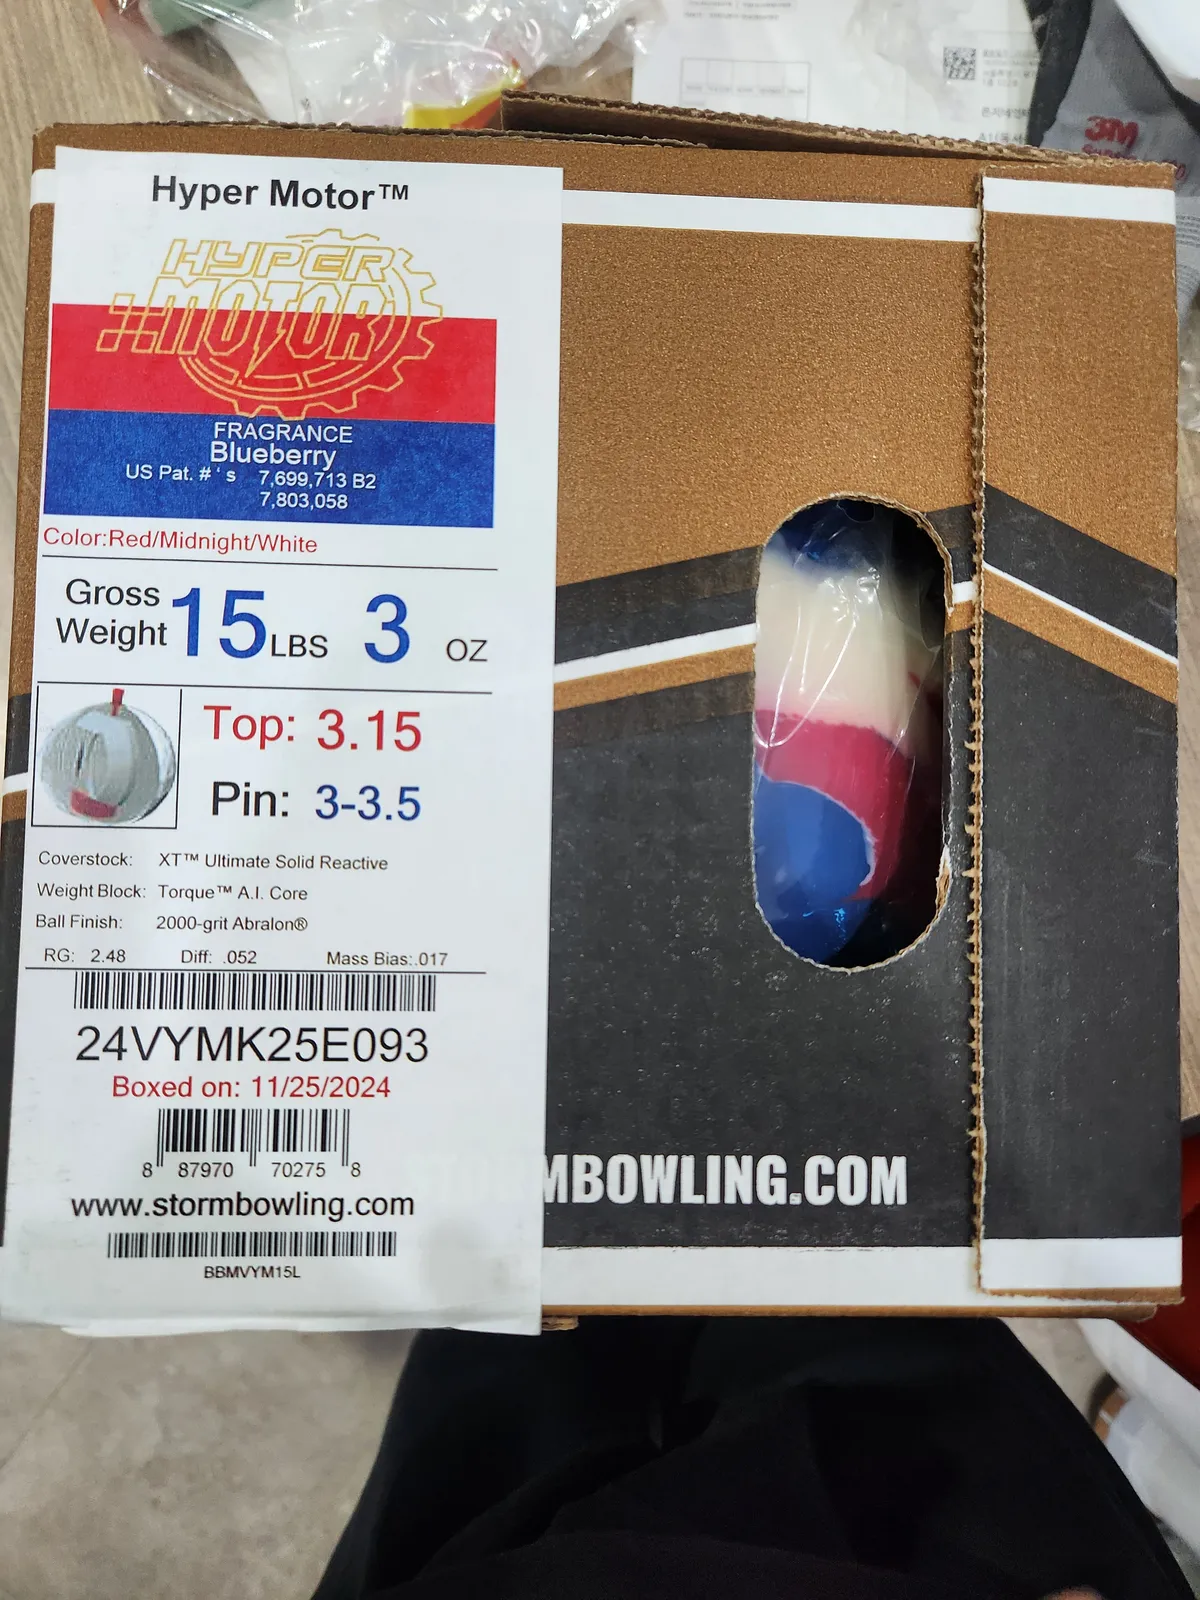 Hyper Motor™
HYPER
MOTOR
FRAGRANCE
Blueberry
US Pat. # ' s 7,699,713 B2
7,803,058
Color:Red/Midnight/White
Gross
Weight 15 LBS 3 OZ
Top: 3.15
Pin: 3-3.5
Coverstock: XT™ Ultimate Solid Reactive
Weight Block: Torque™ A.I. Core
Ball Finish: 2000-grit Abralon®
RG: 2.48 Diff: .052 Mass Bias:.017
24VYMK25E093
Boxed on: 11/25/2024
8 87970 70275 8
www.stormbowling.com
BBMVYM15L
MBOWLING.COM
3M